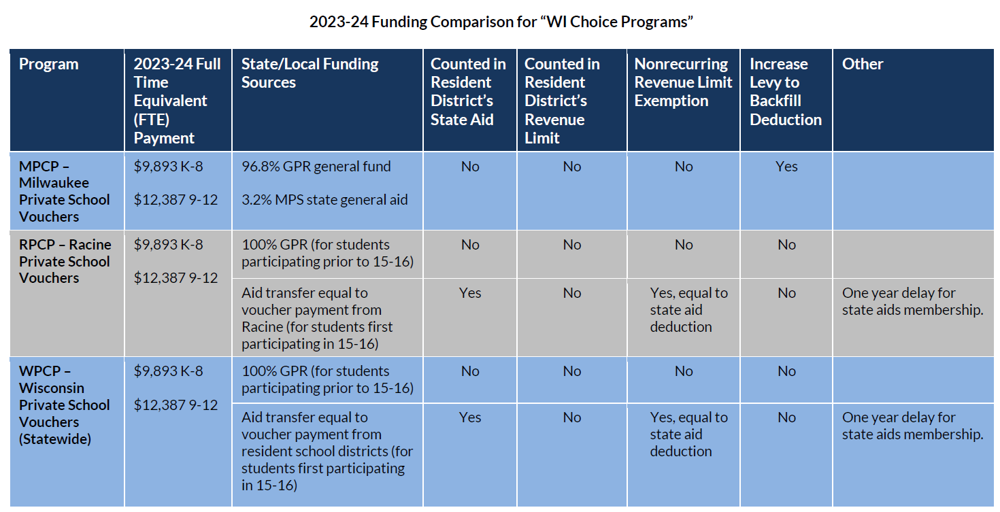 2023-24 Funding Comparison for “WI Choice Programs”
Program
2023-24 Full
Time
Equivalent
(FTE)
Payment
State/Local Funding
Sources
Counted in
Resident
District’s
State Aid
Counted in
Resident
District’s
Revenue
Limit
Nonrecurring
Revenue Limit
Exemption
Increase
Levy to
Backfill
Deduction
Other
MPCP –
Milwaukee
Private School
Vouchers
$9,893 K-8
$12,387 9-12
96.8% GPR general fund
3.2% MPS state general aid
No
No
No
Yes
RPCP – Racine
Private School
Vouchers
$9,893 K-8
$12,387 9-12
100% GPR (for students
participating prior to 15-16)
No
No
No
No
Aid transfer equal to
voucher payment from
Racine (for students first
participating in 15-16)
Yes
No
Yes, equal to
state aid
deduction
No
One year delay for
state aids membership.
WPCP –
Wisconsin
Private School
Vouchers
(Statewide)
$9,893 K-8
$12,387 9-12
100% GPR (for students
participating prior to 15-16)
No
No
No
No
Aid transfer equal to
voucher payment from
resident school districts (for
students first participating
in 15-16)
Yes
No
Yes, equal to
state aid
deduction
No
One year delay for
state aids membership.